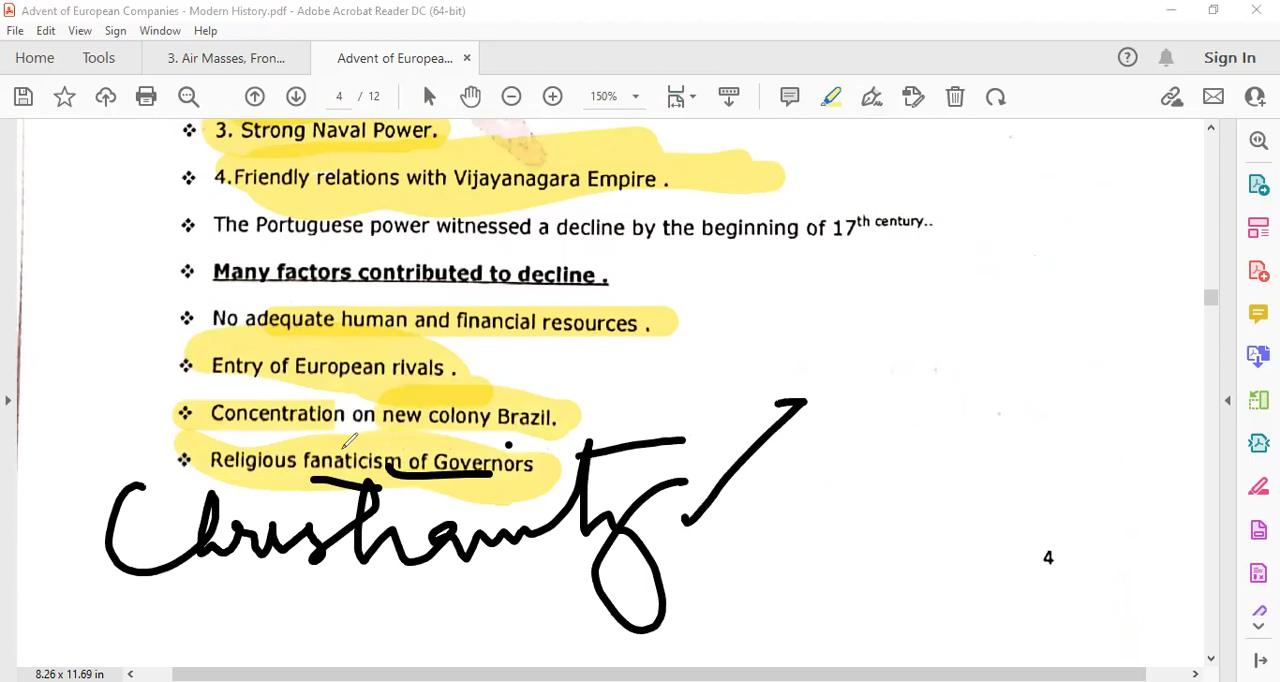 Advent of European Companies - Modern History.pdf - Adobe Acrobat Reader DC (64-bit)
File Edit View Sign Window Help
Home Tools 3. Air Masses, Fron... Advent of Europea... × ? Sign In
4 / 12 150%
❖ 3. Strong Naval Power.
❖ 4.Friendly relations with Vijayanagara Empire .
❖ The Portuguese power witnessed a decline by the beginning of 17th century..
❖ Many factors contributed to decline .
❖ No adequate human and financial resources .
❖ Entry of European rivals .
❖ Concentration on new colony Brazil.
❖ Religious fanaticism of Governors
Christianity
4
8.26 x 11.69 in